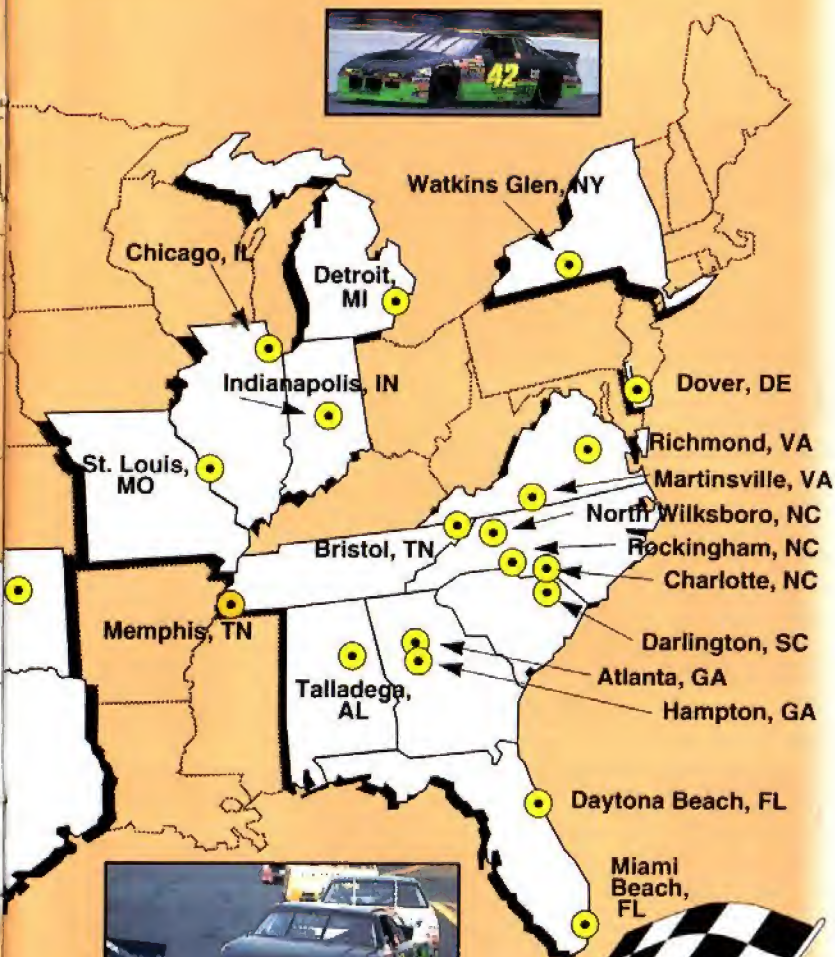 42
Watkins Glen, NY
Chicago, IL
Detroit,
MI
Indianapolis, IN
Dover, DE
Richmond, VA
St. Louis,
MO
Martinsville, VA
North Wilksboro, NC
Bristol, TN
Rockingham, NC
Charlotte, NC
Memphis, TN
Darlington, SC
Atlanta, GA
Talladega,
AL
Hampton, GA
Daytona Beach, FL
Miami
Beach,
FL